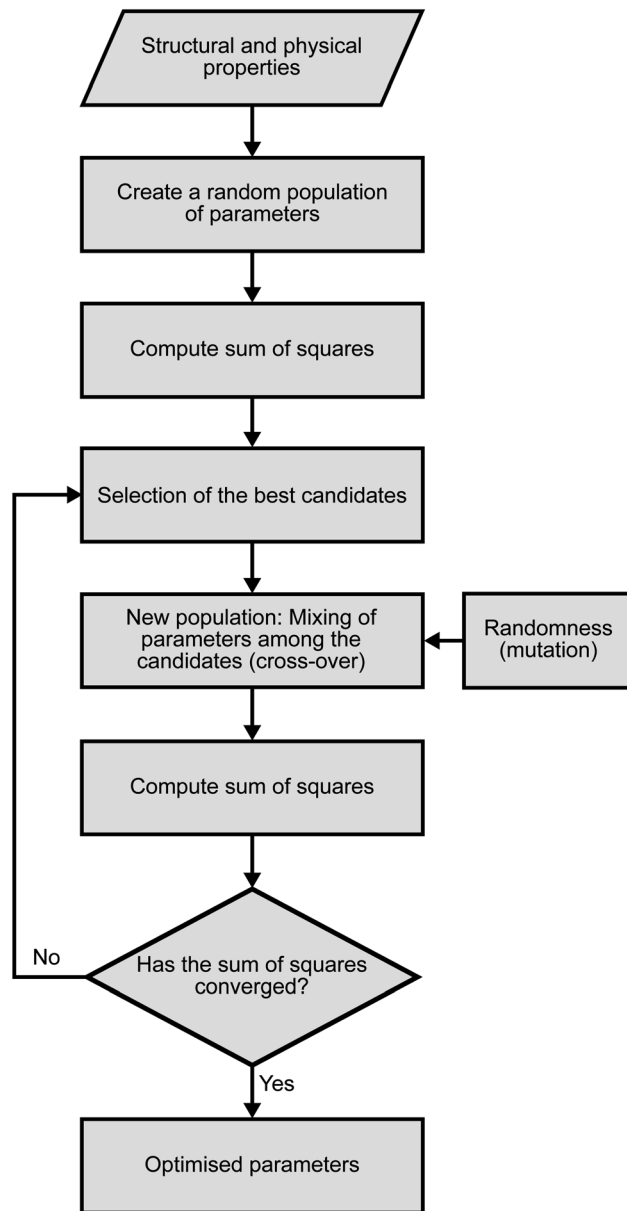 Structural and physical
properties
Create a random population
of parameters
Compute sum of squares
Selection of the best candidates
New population: Mixing of
parameters among the
candidates (cross-over)
Randomness
(mutation)
Compute sum of squares
Has the sum of squares
converged?
No
Yes
Optimised parameters